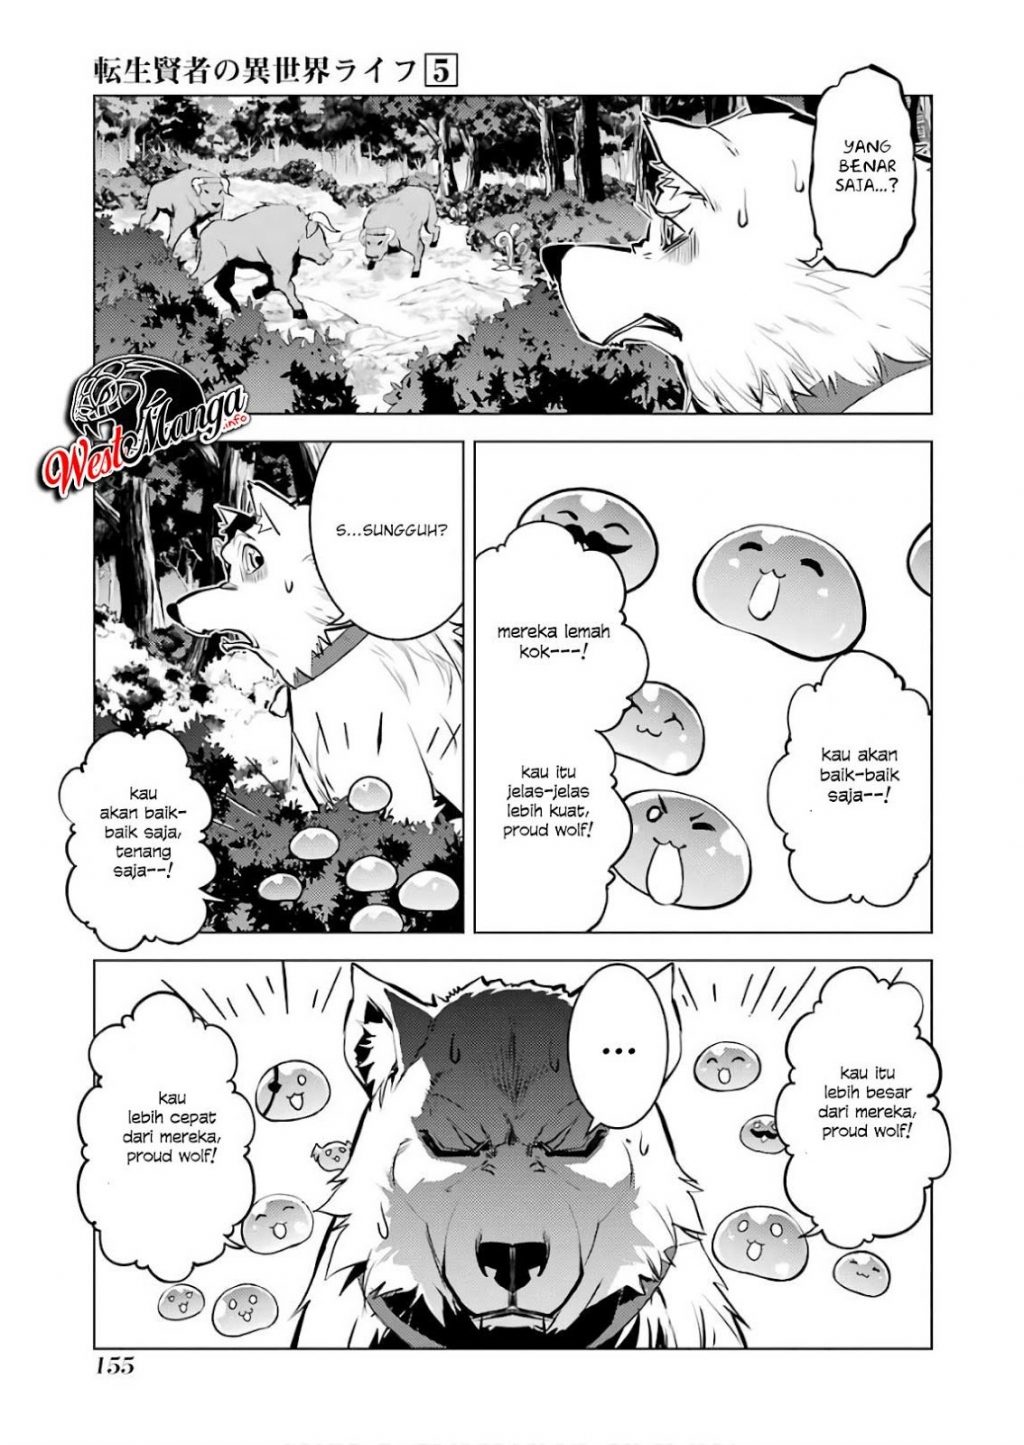 転生賢者の異世界ライフ 5
YANG
BENAR
SAJA...?
WestManga
.info
mereka lemah
kok---!
kau akan
baik-baik
saja--!
kau itu
jelas-jelas
lebih kuat,
proud wolf!
S...SUNGGUH?
kau
akan baik-
baik saja,
tenang
saja--!
...
kau itu
lebih besar
dari mereka,
proud wolf!
kau
lebih cepat
dari mereka,
proud wolf!
155